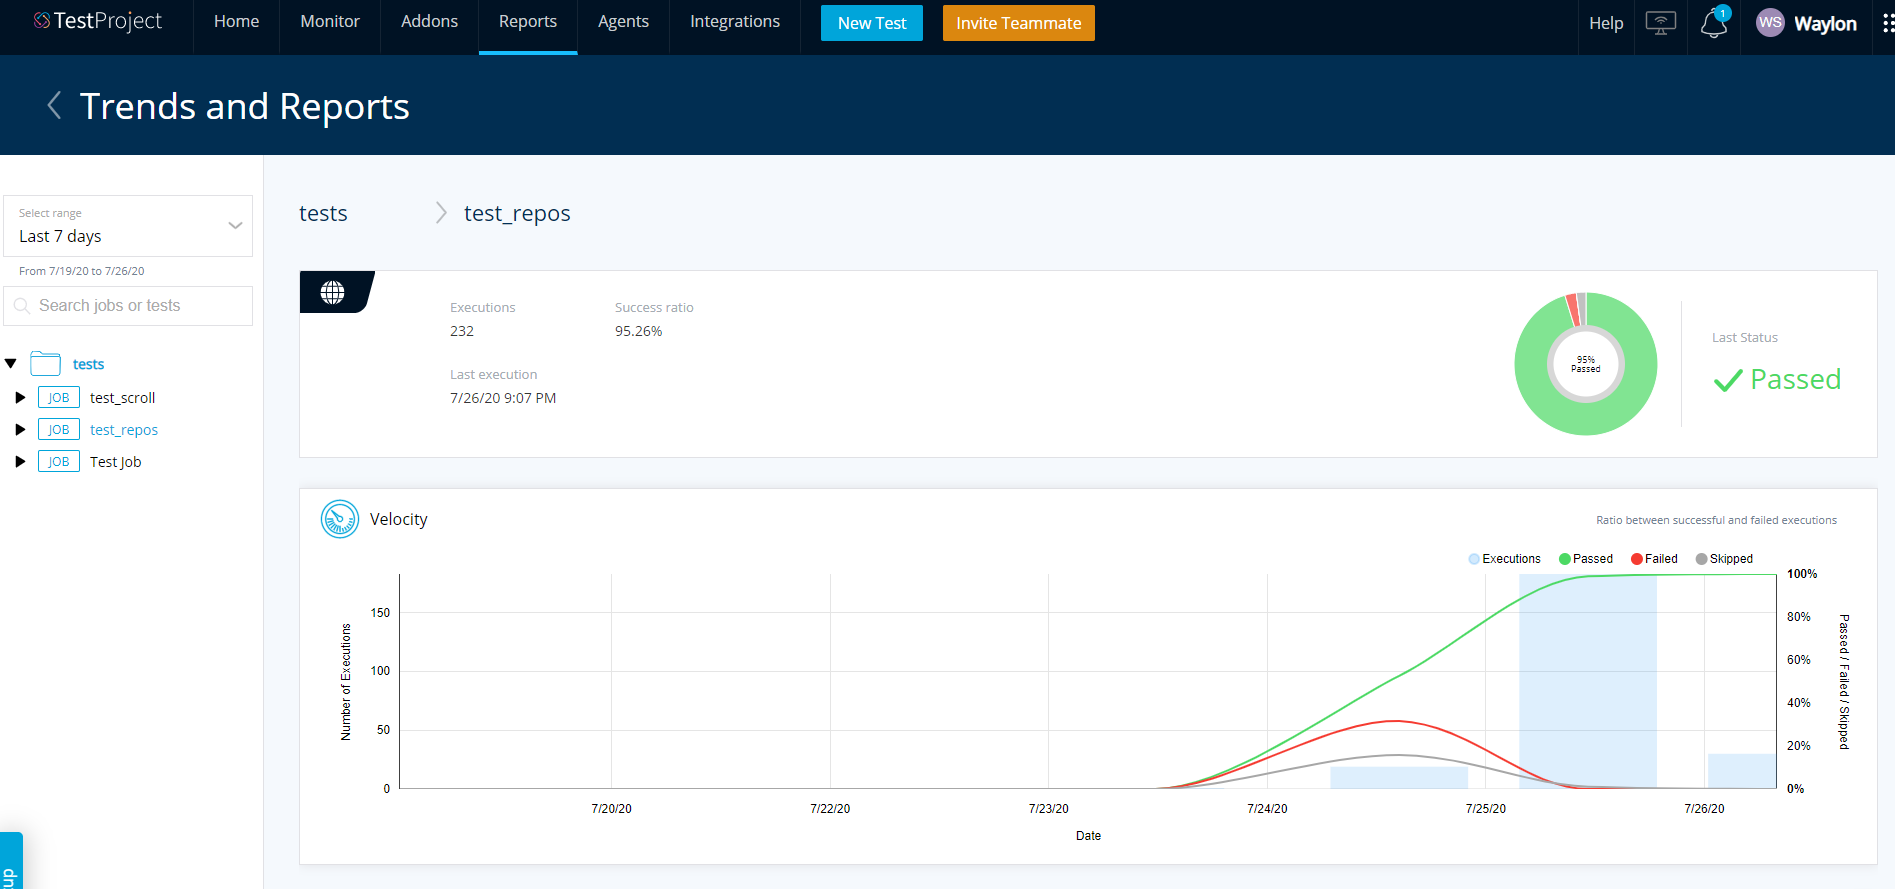 TestProject
Home
Monitor
Addons
Reports
Agents
Integrations
New Test
Invite Teammate
Help
1
WS
Waylon
Trends and Reports
Select range
Last 7 days
From 7/19/20 to 7/26/20
Search jobs or tests
tests
JOB test_scroll
JOB test_repos
JOB Test Job
tests
test_repos
Executions
232
Success ratio
95.26%
Last execution
7/26/20 9:07 PM
95%
Passed
Last Status
Passed
Velocity
Ratio between successful and failed executions
Executions
Passed
Failed
Skipped
Number of Executions
150
100
50
0
100%
80%
60%
40%
20%
0%
Passed / Failed / Skipped
7/20/20
7/22/20
7/23/20
7/24/20
7/25/20
7/26/20
Date